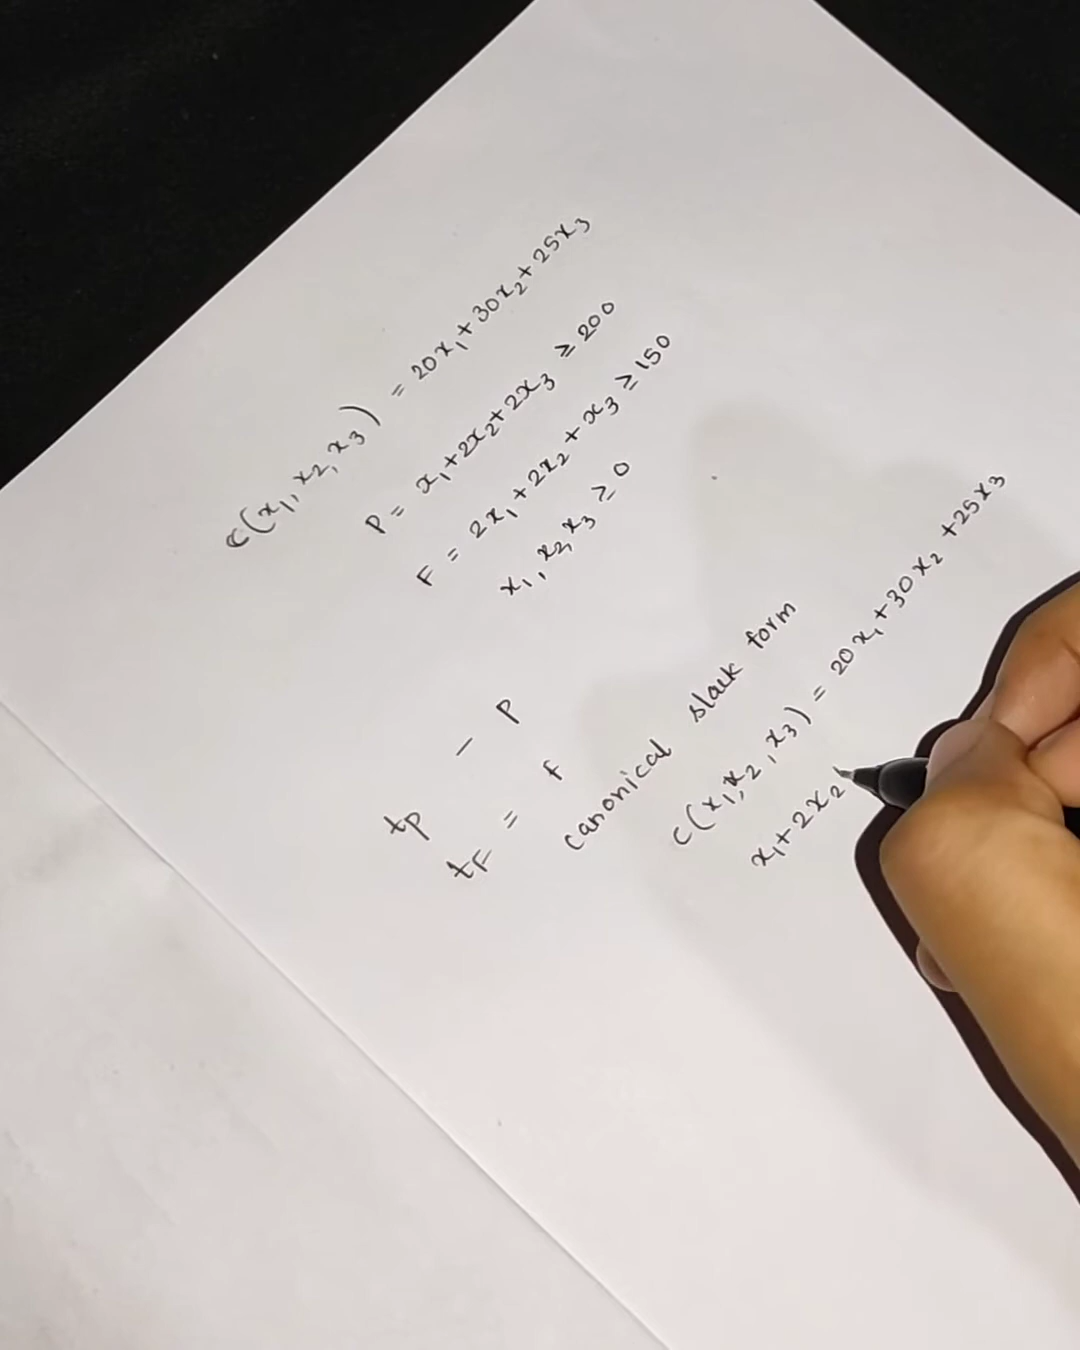 C(x₁, x₂, x₃) = 20x₁ + 30x₂ + 25x₃
P = x₁ + 2x₂ + 2x₃ ≥ 200
F = 2x₁ + 2x₂ + x₃ ≥ 150
x₁, x₂, x₃ ≥ 0
tp - P
tF = f
canonical slack form
C(x₁, x₂, x₃) = 20x₁ + 30x₂ + 25x₃
x₁ + 2x₂